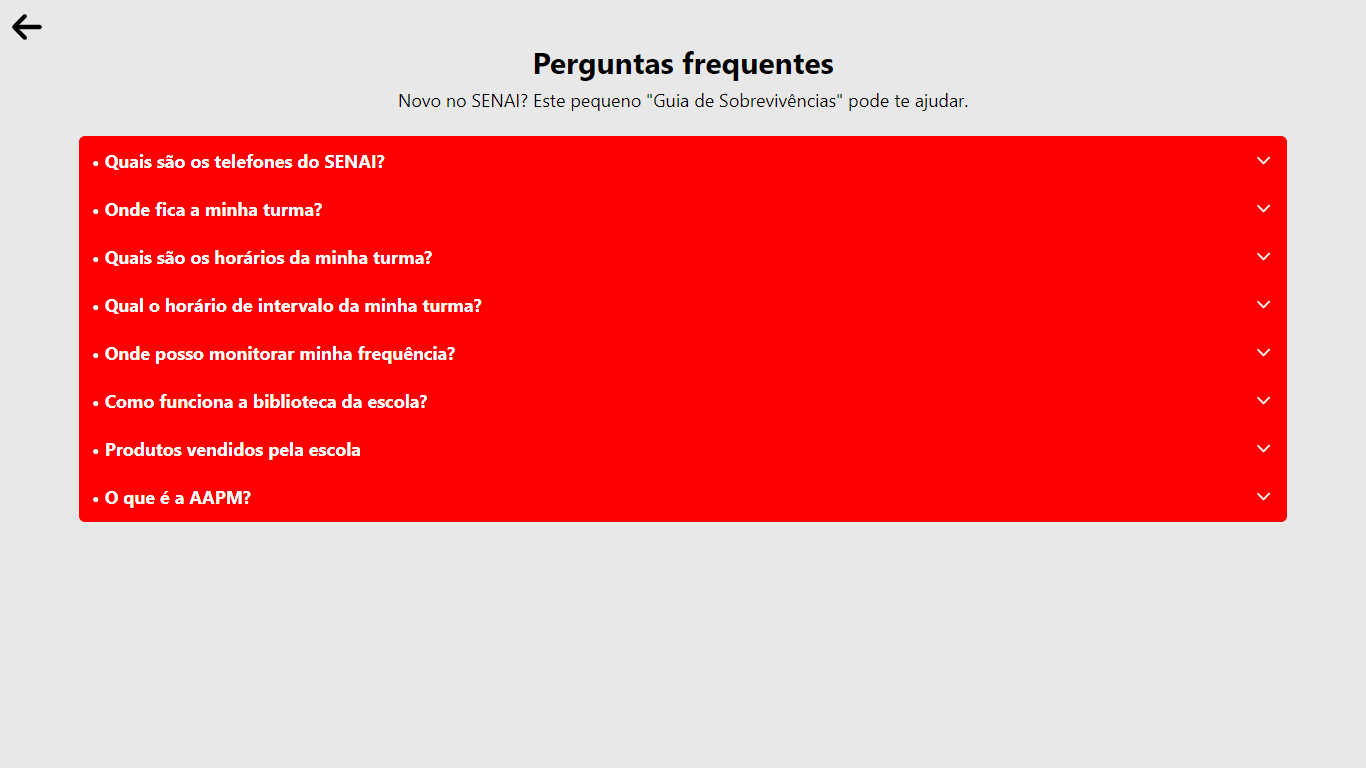 Perguntas frequentes
Novo no SENAI? Este pequeno "Guia de Sobrevivências" pode te ajudar.
• Quais são os telefones do SENAI?
• Onde fica a minha turma?
• Quais são os horários da minha turma?
• Qual o horário de intervalo da minha turma?
• Onde posso monitorar minha frequência?
• Como funciona a biblioteca da escola?
• Produtos vendidos pela escola
• O que é a AAPM?